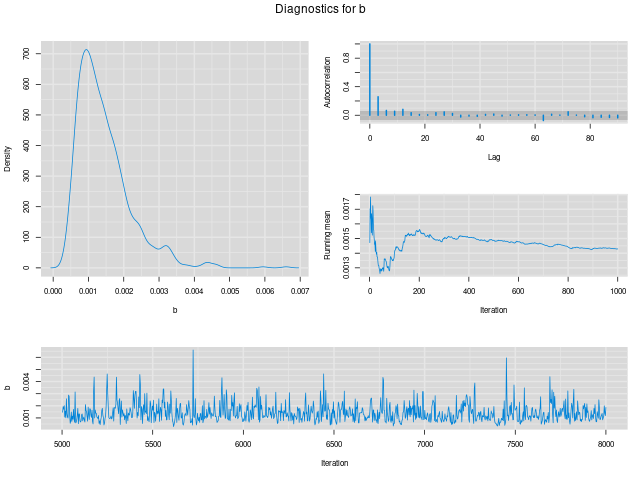 Diagnostics for b
Density
0 100 200 300 400 500 600 700
0.000 0.001 0.002 0.003 0.004 0.005 0.006 0.007
b
Autocorrelation
0.0 0.4 0.8
0 20 40 60 80
Lag
Running mean
0.0013 0.0015 0.0017
0 200 400 600 800 1000
Iteration
b
0.001 0.004
5000 5500 6000 6500 7000 7500 8000
Iteration